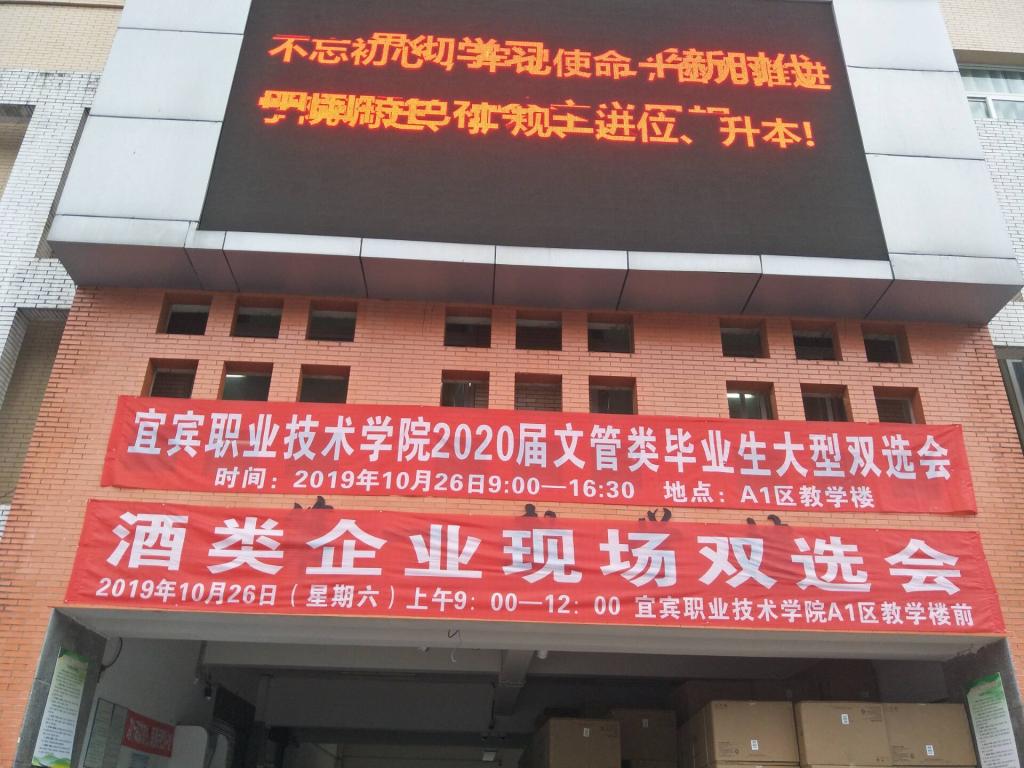 不忘初心
使命
进
主进位、升本!
宜宾职业技术学院2020届文管类毕业生大型双选会
时间：2019年10月26日9:00—16:30 地点：A1区教学楼
酒类企业现场双选会
2019年10月26日（星期六）上午9：00—12：00 宜宾职业技术学院A1区教学楼前